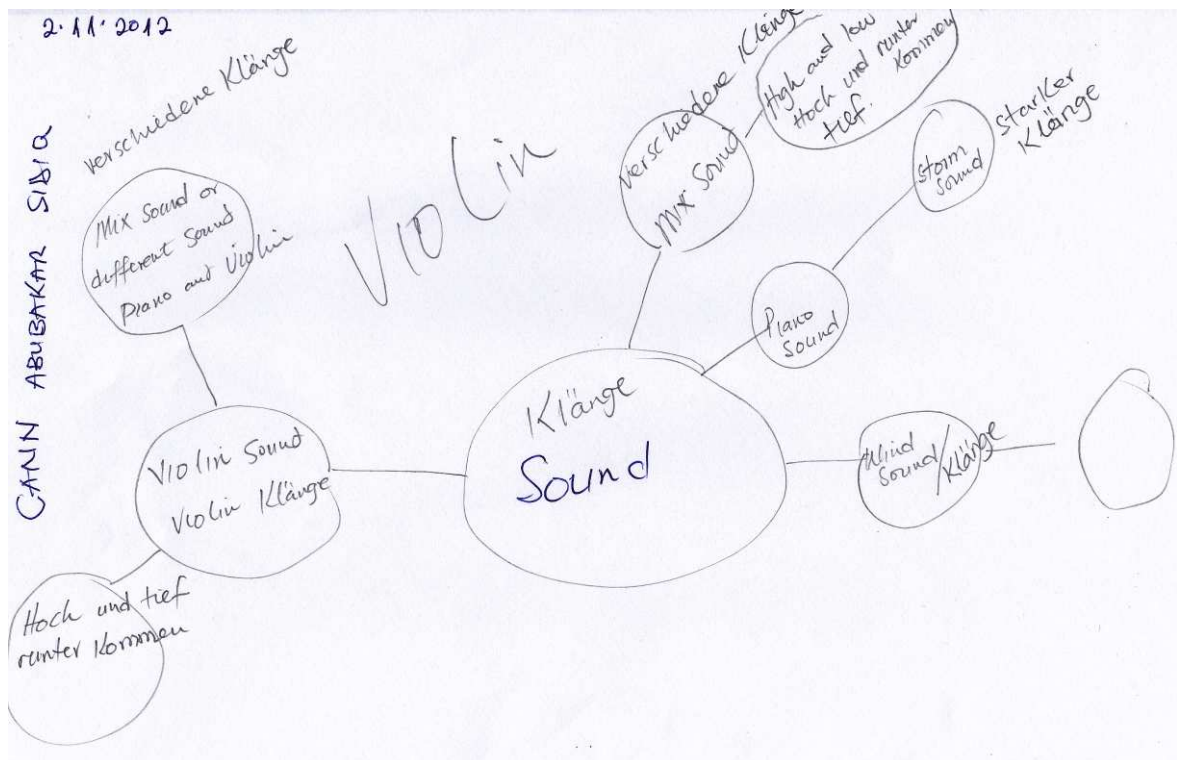 2.11.2012
verschiedene Klänge
Mix Sound or
different Sound
Piano and Violin
Violin
verschiedene Klänge
Mix Sound
High and low
Hoch und runter
Kommen
tief.
starker
Klänge
Storm
Sound
Piano
Sound
Klänge
Sound
Wind
Sound/Klänge
Violin Sound
Violin Klänge
Hoch und tief
runter Kommen
ABUBAKAR